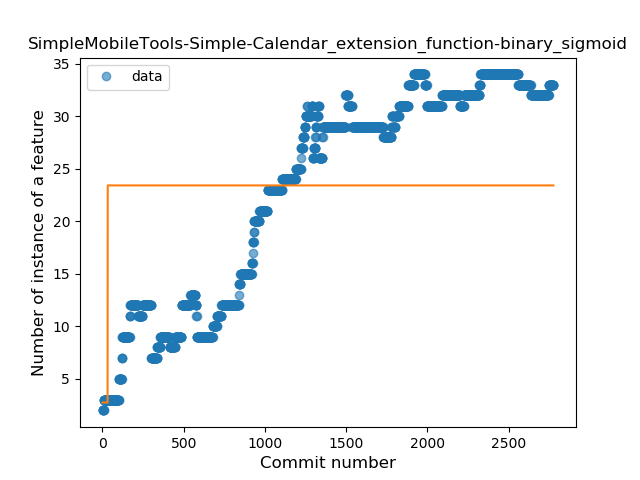 SimpleMobileTools-Simple-Calendar_extension_function-binary_sigmoid
data
Number of instance of a feature
35
30
25
20
15
10
5
0 500 1000 1500 2000 2500
Commit number